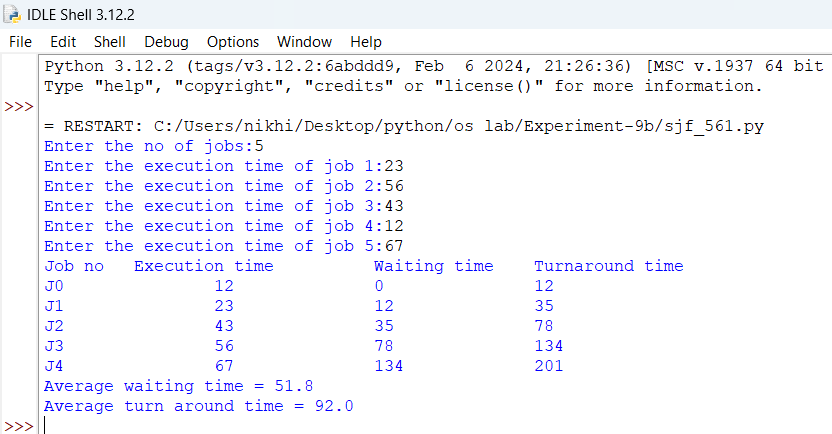 IDLE Shell 3.12.2
File Edit Shell Debug Options Window Help
Python 3.12.2 (tags/v3.12.2:6abddd9, Feb  6 2024, 21:26:36) [MSC v.1937 64 bit
Type "help", "copyright", "credits" or "license()" for more information.
>>>
= RESTART: C:/Users/nikhi/Desktop/python/os lab/Experiment-9b/sjf_561.py
Enter the no of jobs:5
Enter the execution time of job 1:23
Enter the execution time of job 2:56
Enter the execution time of job 3:43
Enter the execution time of job 4:12
Enter the execution time of job 5:67
Job no   Execution time          Waiting time    Turnaround time
J0               12              0               12
J1               23              12              35
J2               43              35              78
J3               56              78              134
J4               67              134             201
Average waiting time = 51.8
Average turn around time = 92.0
>>>